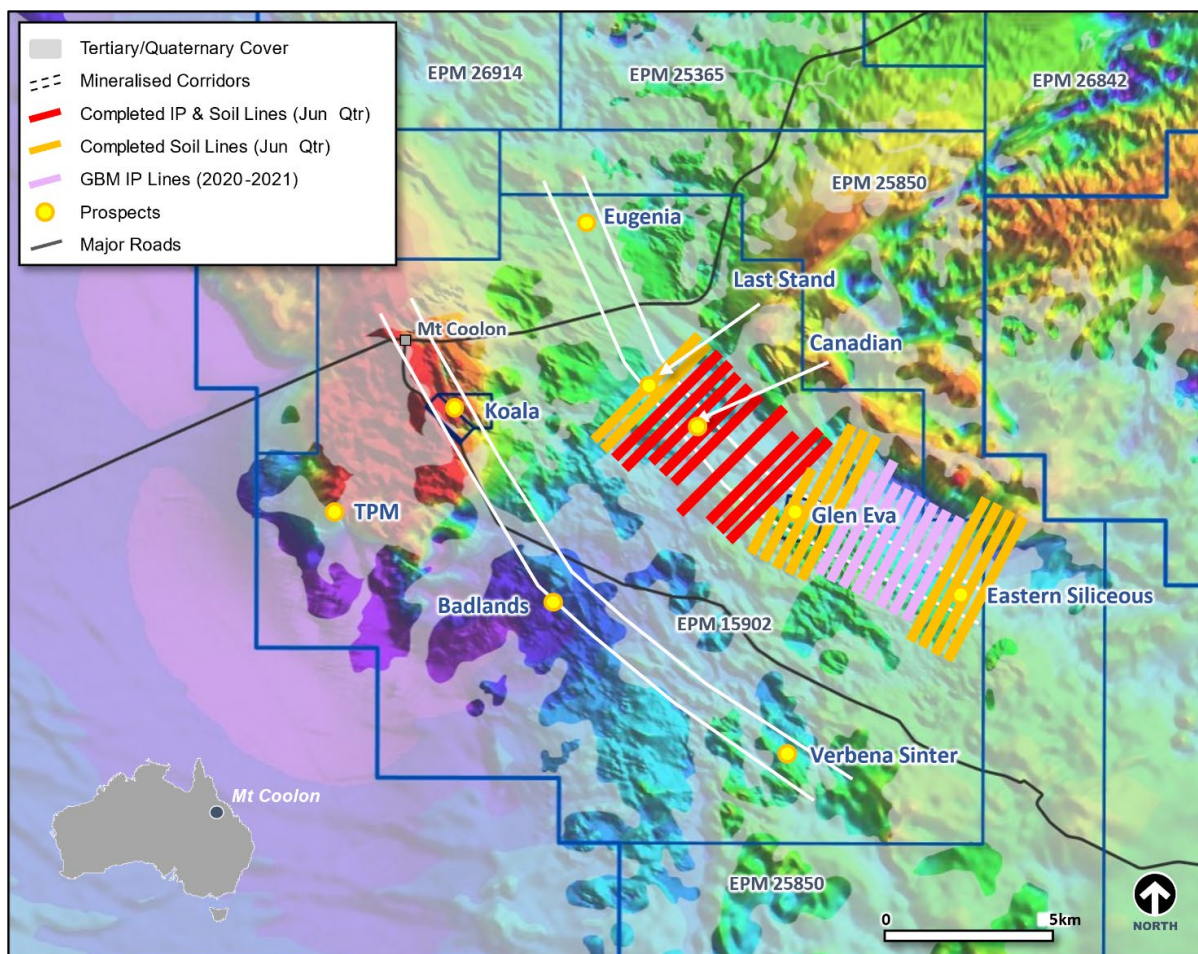 Tertiary/Quaternary Cover
Mineralised Corridors
Completed IP & Soil Lines (Jun Qtr)
Completed Soil Lines (Jun Qtr)
GBM IP Lines (2020-2021)
Prospects
Major Roads
EPM 26914
EPM 25365
EPM 26842
EPM 25850
Eugenia
Last Stand
Mt Coolon
Canadian
Koala
TPM
Glen Eva
Badlands
Eastern Siliceous
EPM 15902
Verbena Sinter
Mt Coolon
EPM 25850
0 5km
NORTH